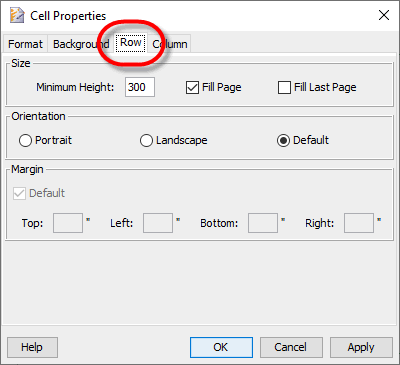 Cell Properties
Format Background Row Column
Size
Minimum Height: 300 Fill Page Fill Last Page
Orientation
Portrait Landscape Default
Margin
Default
Top: " Left: " Bottom: " Right: "
Help OK Cancel Apply